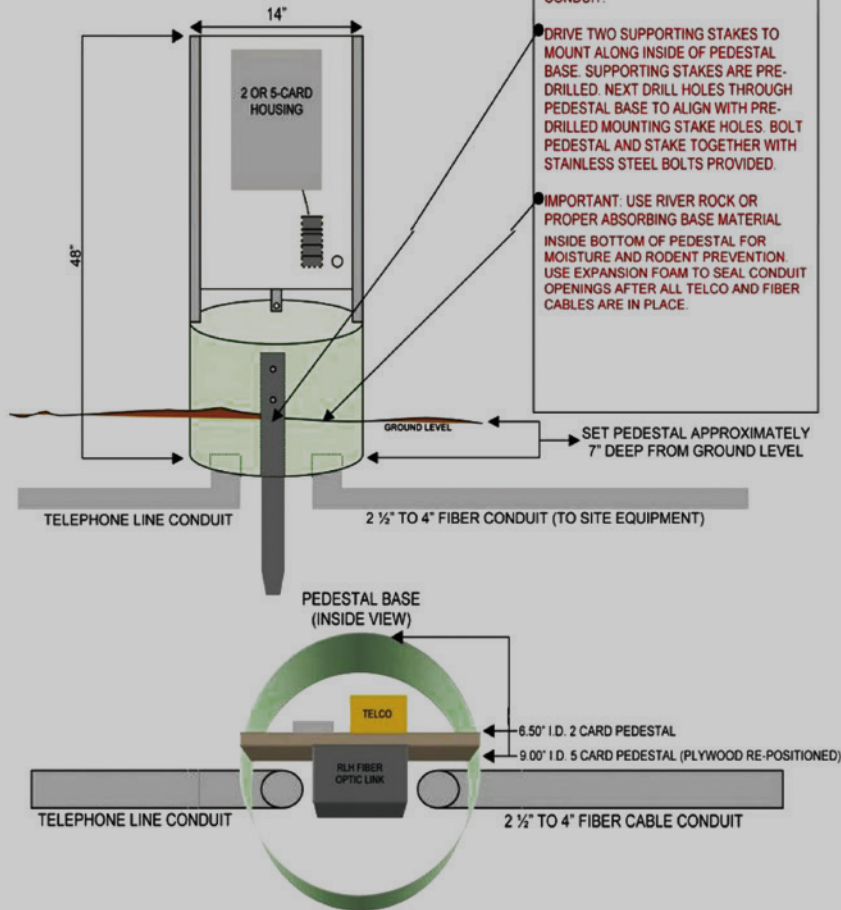 14"
48"
2 OR 5-CARD
HOUSING
CONDUIT.
DRIVE TWO SUPPORTING STAKES TO
MOUNT ALONG INSIDE OF PEDESTAL
BASE. SUPPORTING STAKES ARE PRE-
DRILLED. NEXT DRILL HOLES THROUGH
PEDESTAL BASE TO ALIGN WITH PRE-
DRILLED MOUNTING STAKE HOLES. BOLT
PEDESTAL AND STAKE TOGETHER WITH
STAINLESS STEEL BOLTS PROVIDED.
IMPORTANT: USE RIVER ROCK OR
PROPER ABSORBING BASE MATERIAL
INSIDE BOTTOM OF PEDESTAL FOR
MOISTURE AND RODENT PREVENTION.
USE EXPANSION FOAM TO SEAL CONDUIT
OPENINGS AFTER ALL TELCO AND FIBER
CABLES ARE IN PLACE.
GROUND LEVEL
SET PEDESTAL APPROXIMATELY
7" DEEP FROM GROUND LEVEL
TELEPHONE LINE CONDUIT
2 ½" TO 4" FIBER CONDUIT (TO SITE EQUIPMENT)
PEDESTAL BASE
(INSIDE VIEW)
TELCO
6.50" I.D. 2 CARD PEDESTAL
9.00" I.D. 5 CARD PEDESTAL (PLYWOOD RE-POSITIONED)
RLH FIBER
OPTIC LINK
TELEPHONE LINE CONDUIT
2 ½" TO 4" FIBER CABLE CONDUIT